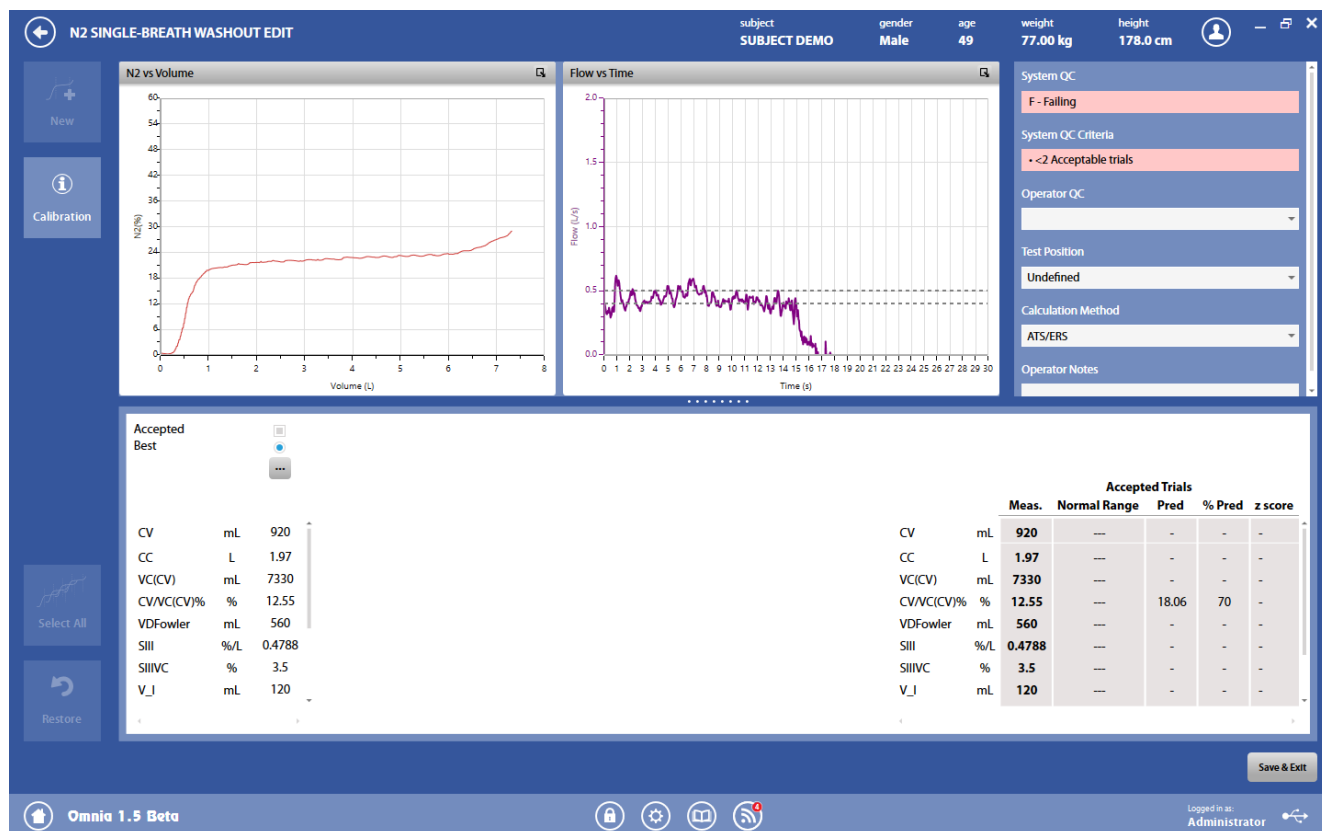 N2 SINGLE-BREATH WASHOUT EDIT
subject gender age weight height
SUBJECT DEMO Male 49 77.00 kg 178.0 cm
New
Calibration
Select All
Restore
N2 vs Volume
60
54
48
42
36
30
24
18
12
6
0
N2(%)
0 1 2 3 4 5 6 7 8
Volume (L)
Flow vs Time
2.0
1.5
1.0
0.5
0.0
Flow (L/s)
0 1 2 3 4 5 6 7 8 9 10 11 12 13 14 15 16 17 18 19 20 21 22 23 24 25 26 27 28 29 30
Time (s)
System QC
F - Failing
System QC Criteria
• <2 Acceptable trials
Operator QC
Test Position
Undefined
Calculation Method
ATS/ERS
Operator Notes
Accepted
Best
...
CV mL 920
CC L 1.97
VC(CV) mL 7330
CV/VC(CV)% % 12.55
VDFowler mL 560
SIII %/L 0.4788
SIIIVC % 3.5
V_I mL 120
Accepted Trials
Meas. Normal Range Pred % Pred z score
CV mL 920 --- - - -
CC L 1.97 --- - - -
VC(CV) mL 7330 --- - - -
CV/VC(CV)% % 12.55 --- 18.06 70 -
VDFowler mL 560 --- - - -
SIII %/L 0.4788 --- - - -
SIIIVC % 3.5 --- - - -
V_I mL 120 --- - - -
Save & Exit
Omnia 1.5 Beta
4
Logged in as:
Administrator